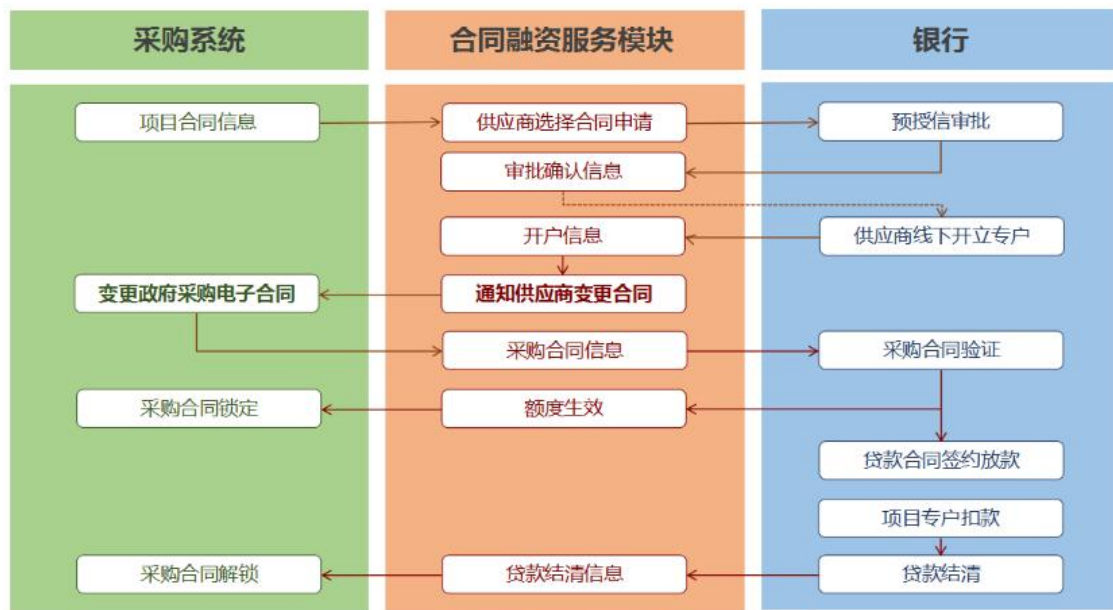 采购系统
合同融资服务模块
银行
项目合同信息
供应商选择合同申请
预授信审批
审批确认信息
开户信息
供应商线下开立专户
变更政府采购电子合同
通知供应商变更合同
采购合同信息
采购合同验证
采购合同锁定
额度生效
贷款合同签约放款
项目专户扣款
采购合同解锁
贷款结清信息
贷款结清